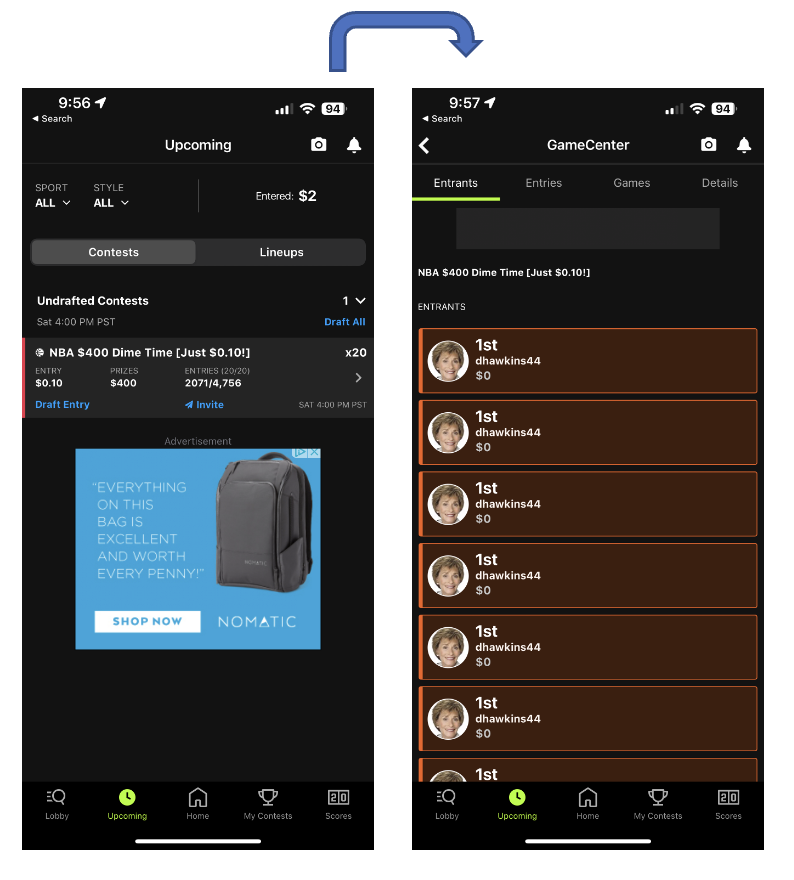 9:56
94
◄ Search
Upcoming
SPORT
STYLE
ALL
ALL
Entered: $2
Contests
Lineups
Undrafted Contests
1
Sat 4:00 PM PST
Draft All
NBA $400 Dime Time [Just $0.10!]
x20
ENTRY
PRIZES
ENTRIES (20/20)
$0.10
$400
2071/4,756
Draft Entry
Invite
SAT 4:00 PM PST
Advertisement
“EVERYTHING
ON THIS
BAG IS
EXCELLENT
AND WORTH
EVERY PENNY!”
NOMATIC
SHOP NOW
NOMATIC
Lobby
Upcoming
Home
My Contests
20
Scores
9:57
94
◄ Search
GameCenter
Entrants
Entries
Games
Details
NBA $400 Dime Time [Just $0.10!]
ENTRANTS
1st
dhawkins44
$0
1st
dhawkins44
$0
1st
dhawkins44
$0
1st
dhawkins44
$0
1st
dhawkins44
$0
1st
dhawkins44
$0
1st
Lobby
Upcoming
Home
My Contests
20
Scores